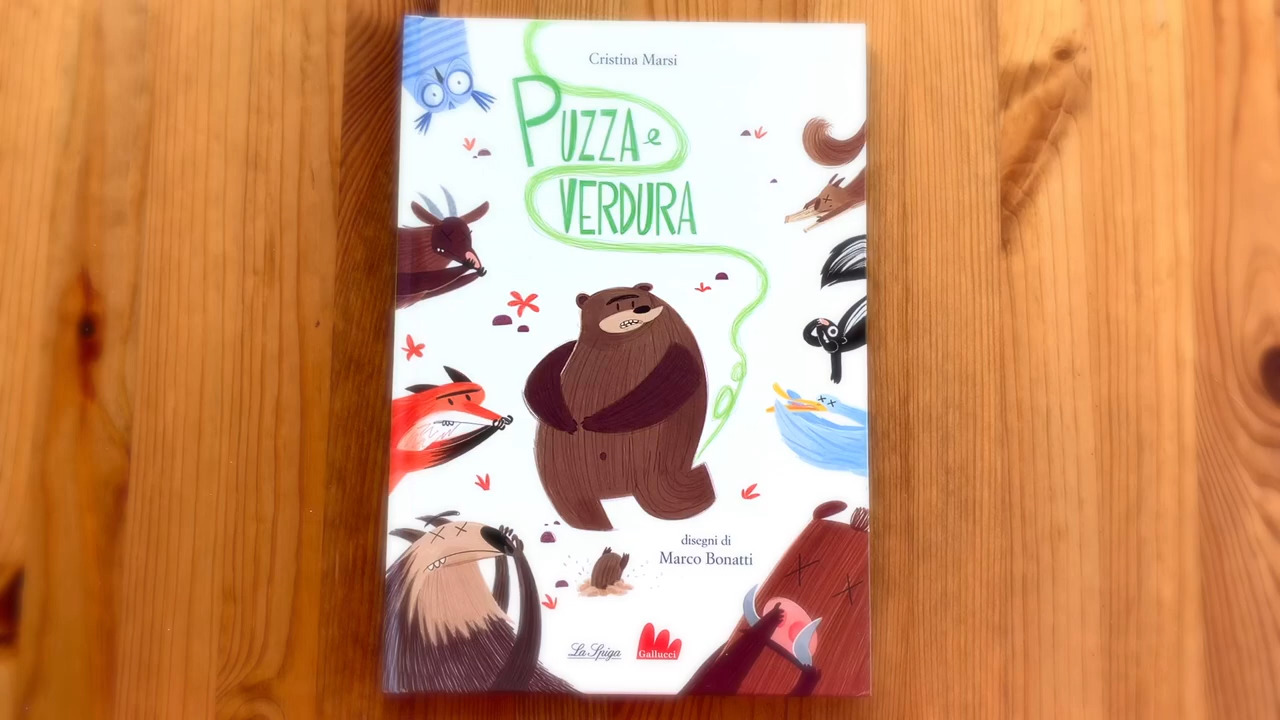 Cristina Marsi
PUZZA e
VERDURA
disegni di
Marco Bonatti
La Spiga
Gallucci